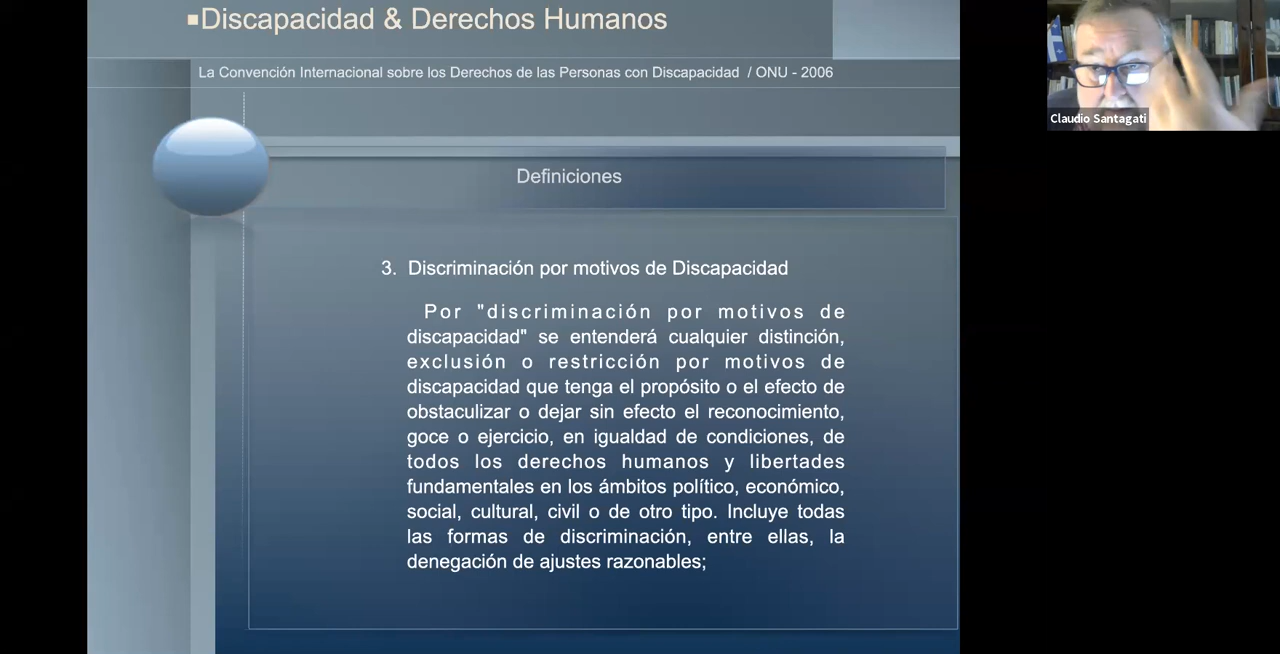 ▪Discapacidad & Derechos Humanos
La Convención Internacional sobre los Derechos de las Personas con Discapacidad / ONU - 2006
Claudio Santagati
Definiciones
3. Discriminación por motivos de Discapacidad
Por "discriminación por motivos de
discapacidad" se entenderá cualquier distinción,
exclusión o restricción por motivos de
discapacidad que tenga el propósito o el efecto de
obstaculizar o dejar sin efecto el reconocimiento,
goce o ejercicio, en igualdad de condiciones, de
todos los derechos humanos y libertades
fundamentales en los ámbitos político, económico,
social, cultural, civil o de otro tipo. Incluye todas
las formas de discriminación, entre ellas, la
denegación de ajustes razonables;